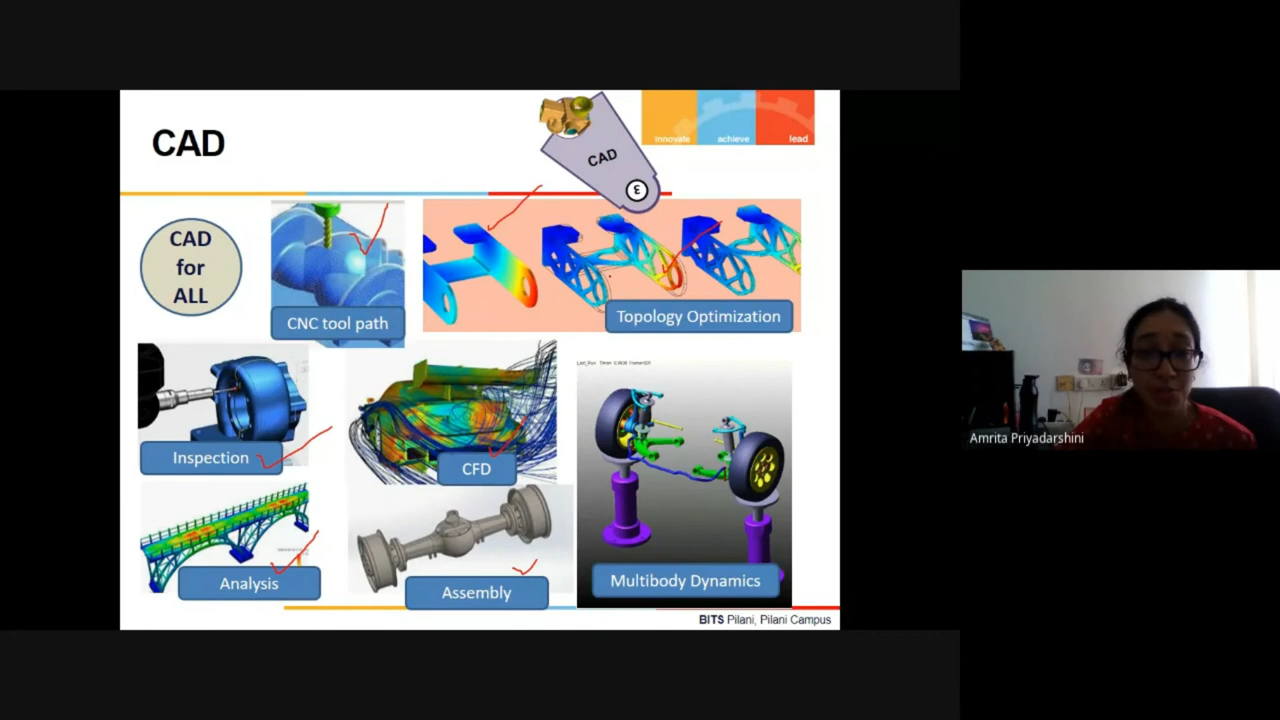 CAD
CAD
ε
innovate
achieve
lead
CAD
for
ALL
CNC tool path
Topology Optimization
Inspection
CFD
Analysis
Assembly
Multibody Dynamics
BITS Pilani, Pilani Campus
Amrita Priyadarshini